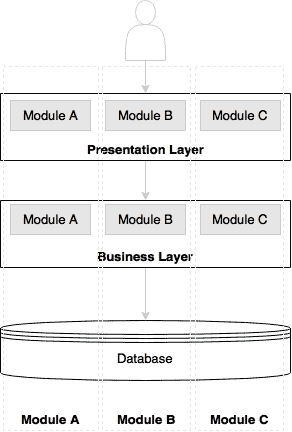 Module A Module B Module C
Presentation Layer
Module A Module B Module C
Business Layer
Database
Module A Module B Module C